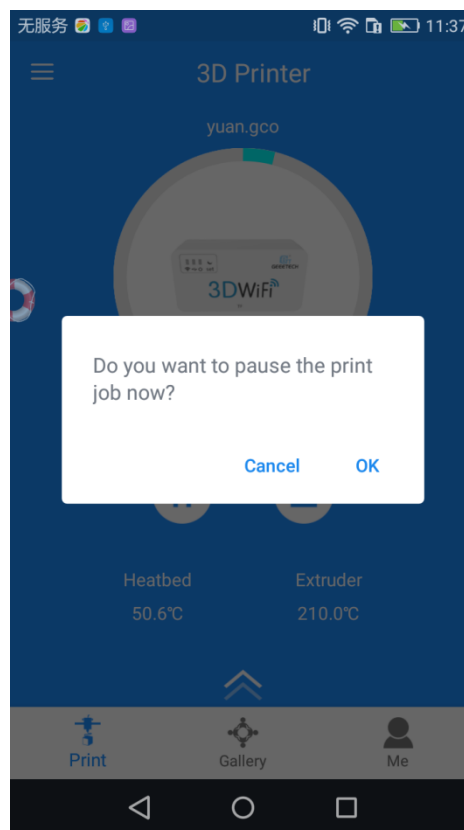 无服务 11:37
3D Printer
yuan.gco
GEEETECH
3DWiFi
Do you want to pause the print
job now?
Cancel OK
Heatbed Extruder
50.6℃ 210.0℃
Print Gallery Me